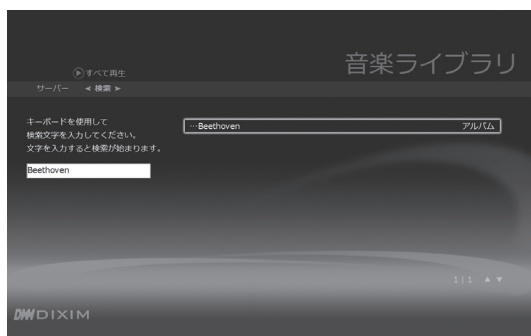 音楽ライブラリ
すべて再生
サーバー ◄ 検索 ►
キーボードを使用して
検索文字を入力してください。
文字を入力すると検索が始まります。
Beethoven
…Beethoven アルバム
1|1 ▲ ▼
DIXIM